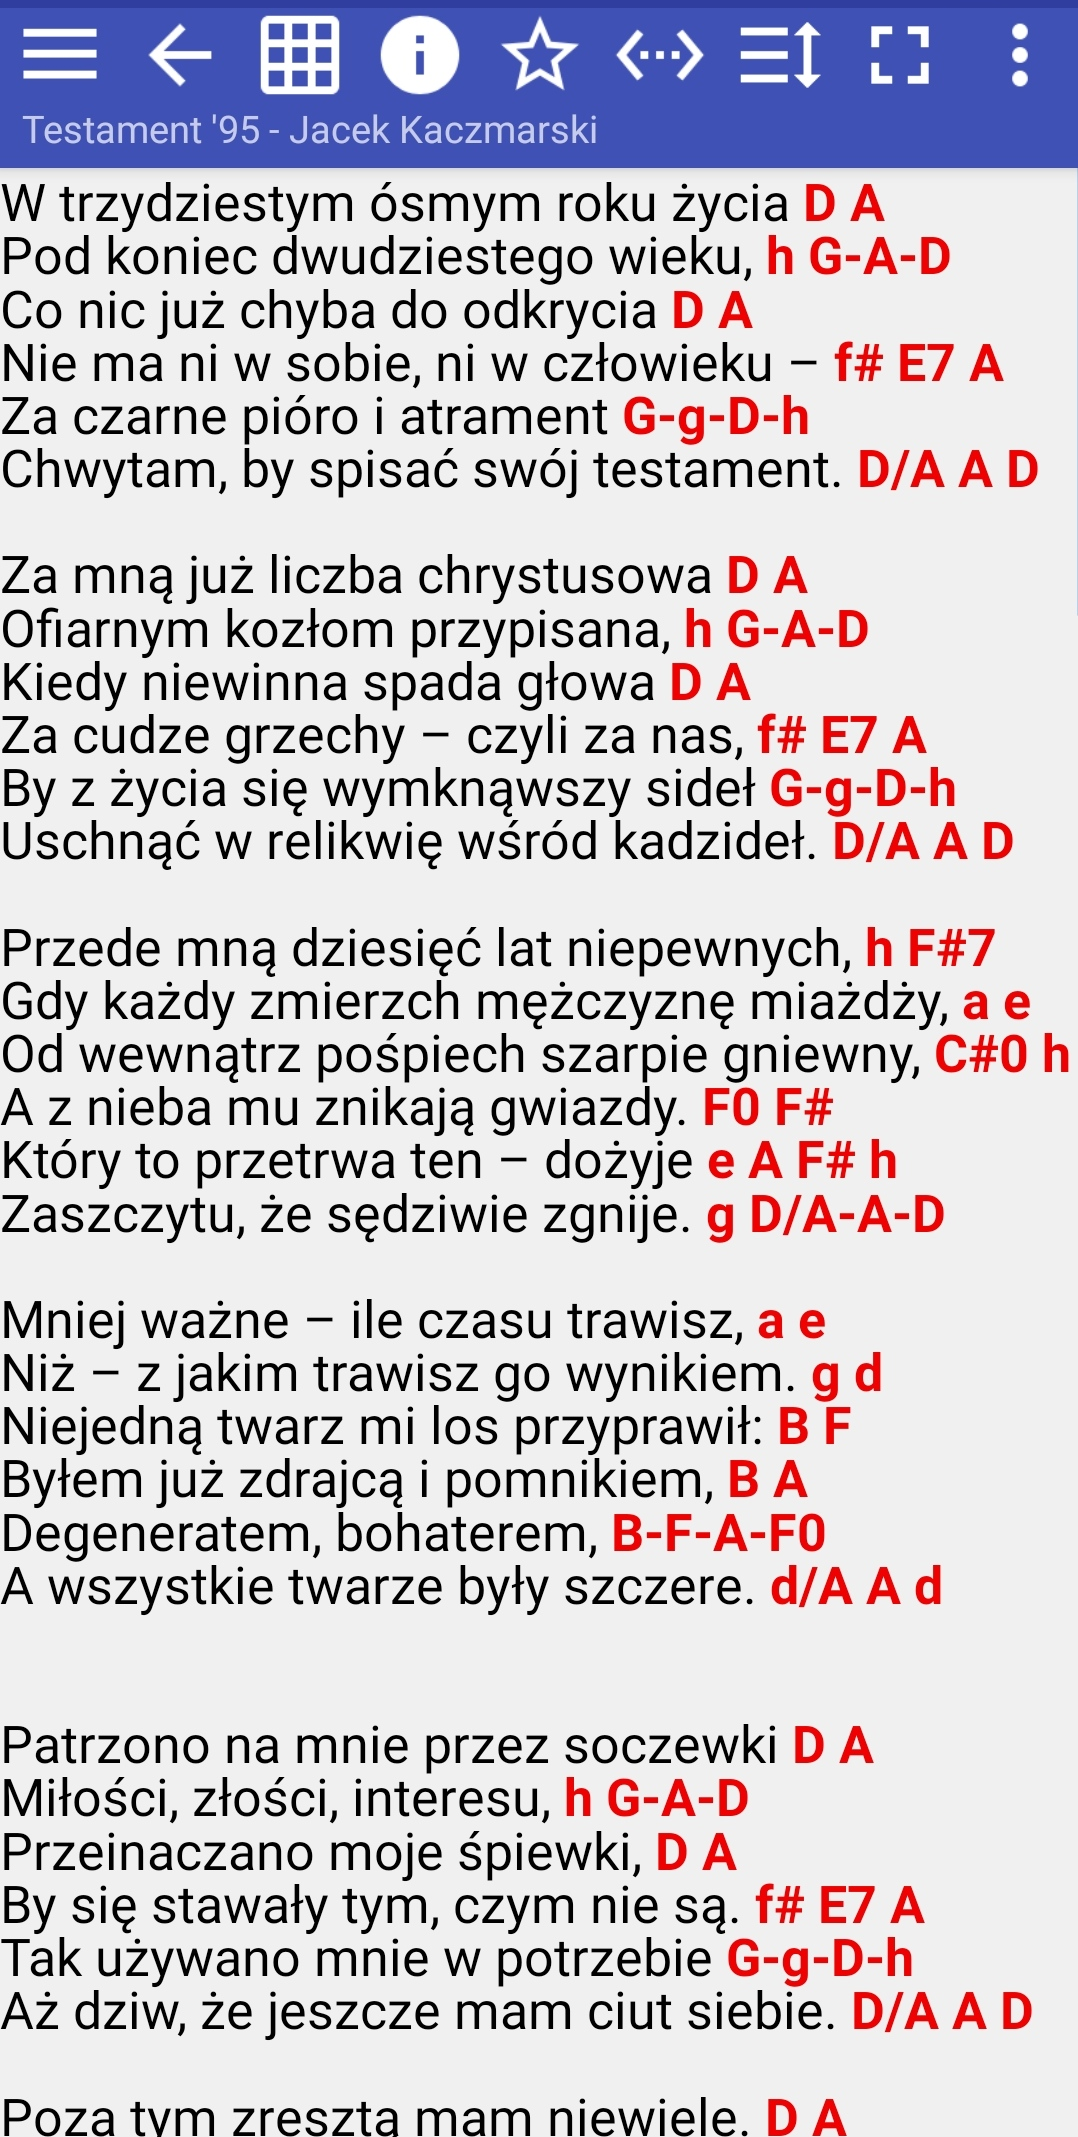 Testament '95 - Jacek Kaczmarski
W trzydziestym ósmym roku życia D A
Pod koniec dwudziestego wieku, h G-A-D
Co nic już chyba do odkrycia D A
Nie ma ni w sobie, ni w człowieku – f# E7 A
Za czarne pióro i atrament G-g-D-h
Chwytam, by spisać swój testament. D/A A D
Za mną już liczba chrystusowa D A
Ofiarnym kozłom przypisana, h G-A-D
Kiedy niewinna spada głowa D A
Za cudze grzechy – czyli za nas, f# E7 A
By z życia się wymknąwszy sideł G-g-D-h
Uschnąć w relikwię wśród kadzideł. D/A A D
Przede mną dziesięć lat niepewnych, h F#7
Gdy każdy zmierzch mężczyznę miażdży, a e
Od wewnątrz pośpiech szarpie gniewny, C#0 h
A z nieba mu znikają gwiazdy. F0 F#
Który to przetrwa ten – dożyje e A F# h
Zaszczytu, że sędziwie zgnije. g D/A-A-D
Mniej ważne – ile czasu trawisz, a e
Niż – z jakim trawisz go wynikiem. g d
Niejedną twarz mi los przyprawił: B F
Byłem już zdrajcą i pomnikiem, B A
Degeneratem, bohaterem, B-F-A-F0
A wszystkie twarze były szczere. d/A A d
Patrzono na mnie przez soczewki D A
Miłości, złości, interesu, h G-A-D
Przeinaczano moje śpiewki, D A
By się stawały tym, czym nie są. f# E7 A
Tak używano mnie w potrzebie G-g-D-h
Aż dziw, że jeszcze mam ciut siebie. D/A A D
Poza tym zresztą mam niewiele. D A